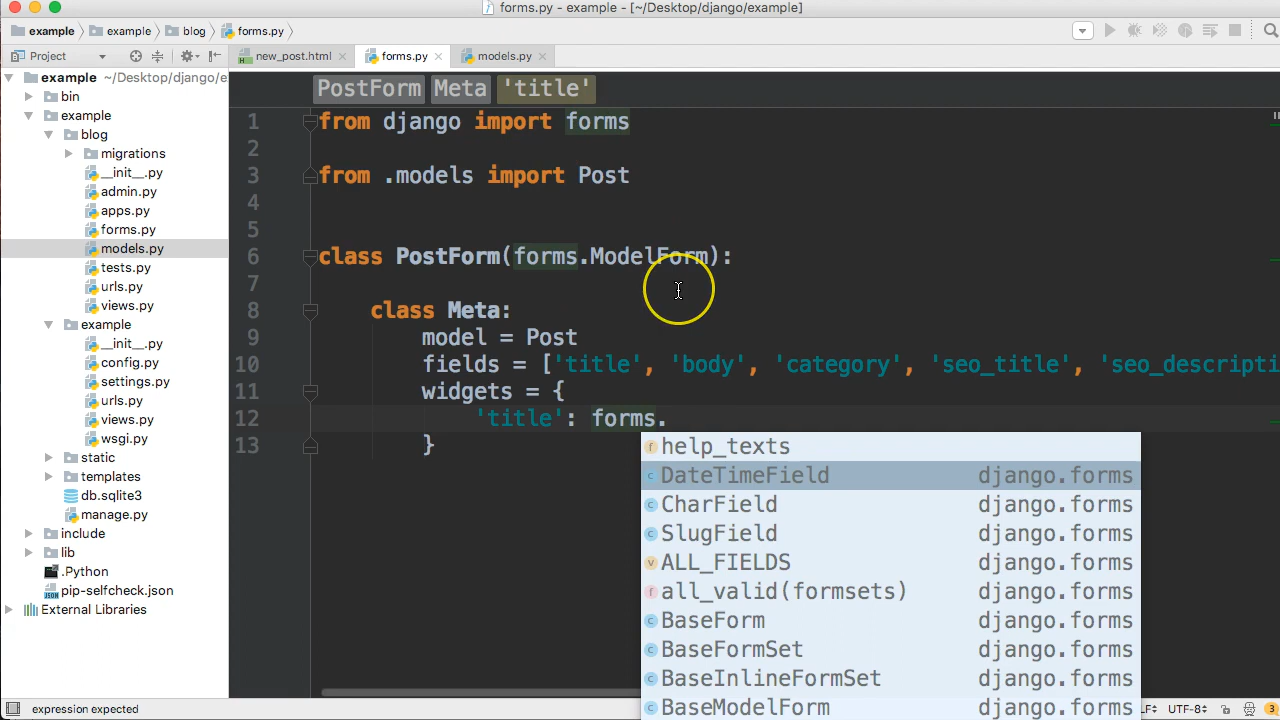 forms.py - example - [~/Desktop/django/example]
example example blog forms.py
Project new_post.html forms.py models.py
example ~/Desktop/django/e
bin
example
blog
migrations
__init__.py
admin.py
apps.py
forms.py
models.py
tests.py
urls.py
views.py
example
__init__.py
config.py
settings.py
urls.py
views.py
wsgi.py
static
templates
db.sqlite3
manage.py
include
lib
.Python
pip-selfcheck.json
External Libraries
PostForm Meta 'title'
1 from django import forms
2
3 from .models import Post
4
5
6 class PostForm(forms.ModelForm):
7
8 class Meta:
9 model = Post
10 fields = ['title', 'body', 'category', 'seo_title', 'seo_descripti
11 widgets = {
12 'title': forms.
13 }
help_texts
DateTimeField django.forms
CharField django.forms
SlugField django.forms
ALL_FIELDS django.forms
all_valid(formsets) django.forms
BaseForm django.forms
BaseFormSet django.forms
BaseInlineFormSet django.forms
BaseModelForm django.forms
expression expected LF UTF-8 3